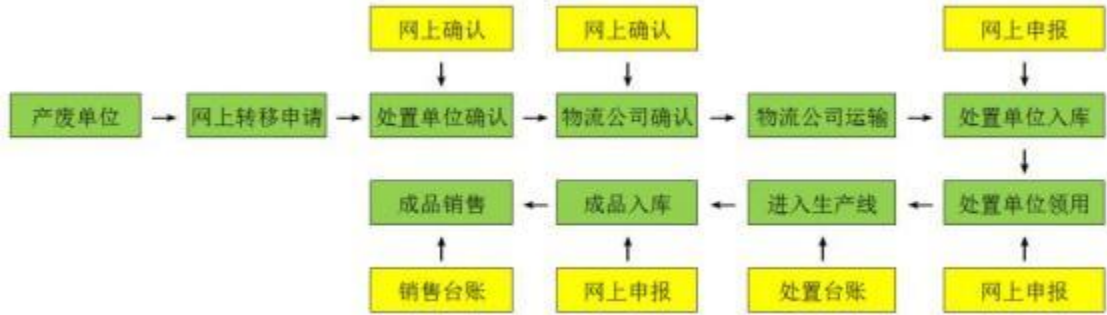 网上确认 网上确认 网上申报
产废单位 网上转移申请 处置单位确认 物流公司确认 物流公司运输 处置单位入库
成品销售 成品入库 进入生产线 处置单位领用
销售台账 网上申报 处置台账 网上申报